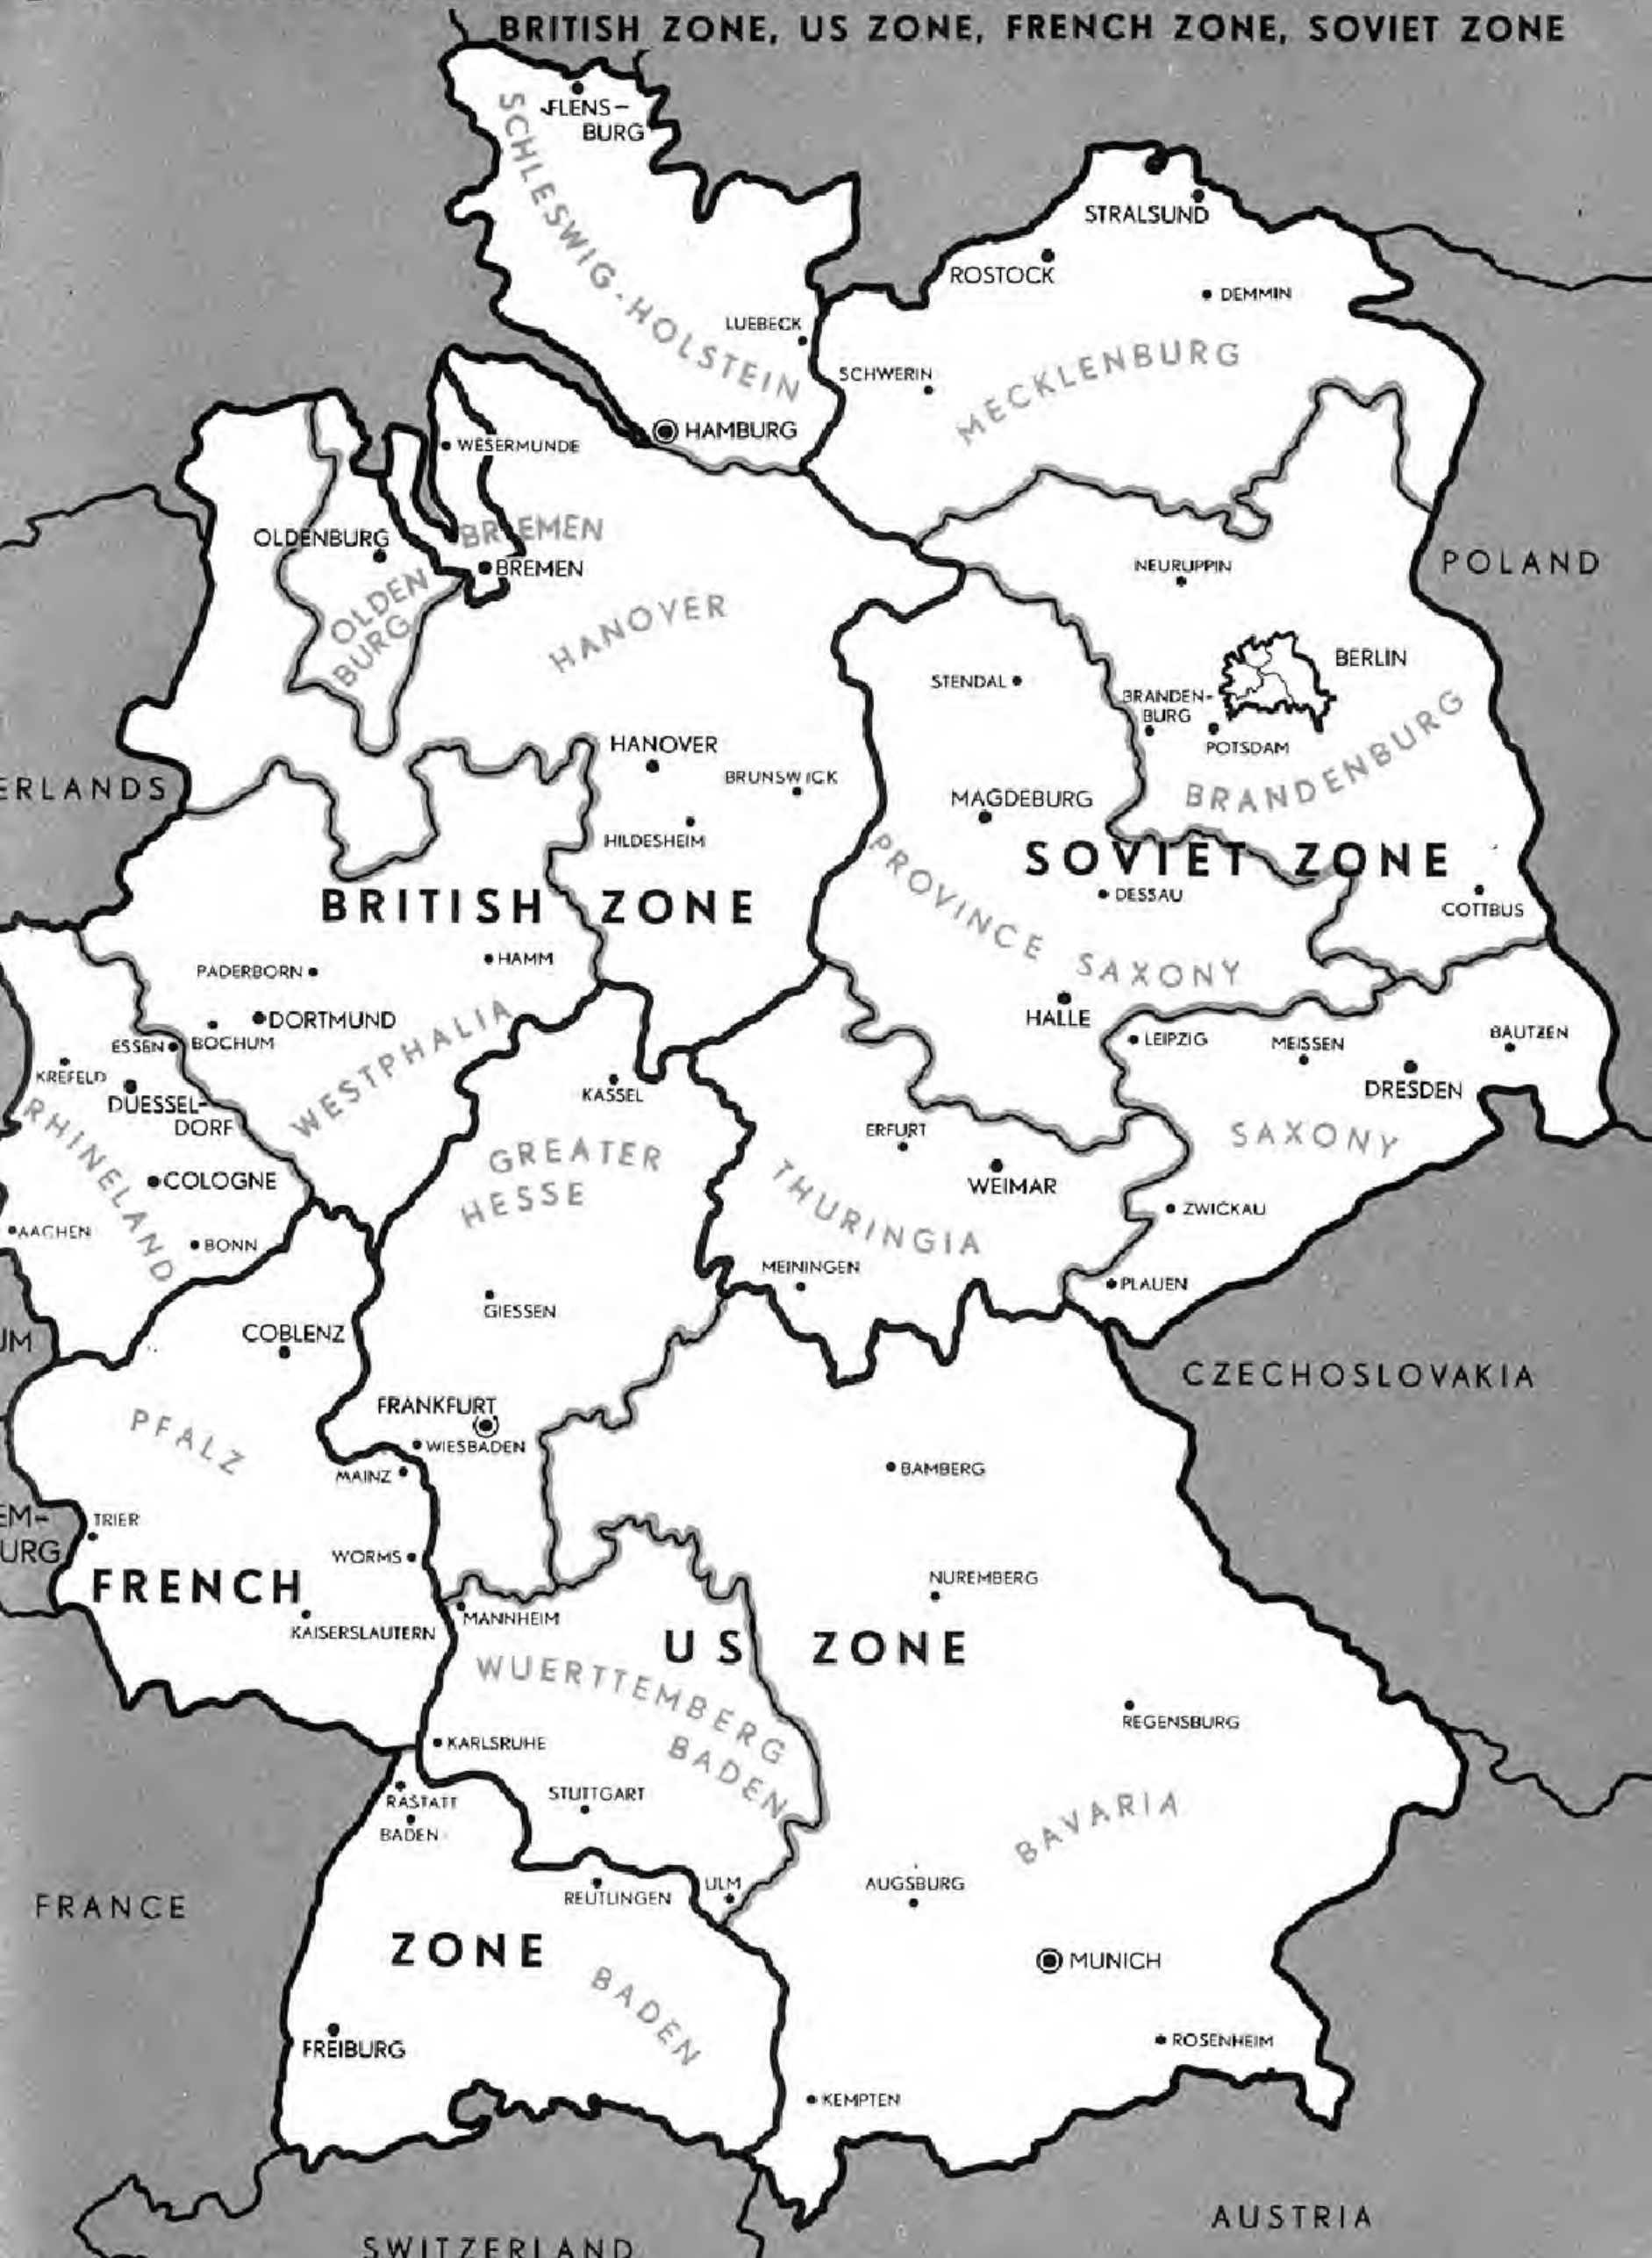 BRITISH ZONE, US ZONE, FRENCH ZONE, SOVIET ZONE
FLENS-
BURG
SCHLESWIG-HOLSTEIN
STRALSUND
ROSTOCK
DEMMIN
LUEBECK
SCHWERIN
MECKLENBURG
HAMBURG
WESERMUNDE
OLDENBURG
BREMEN
BREMEN
OLDEN
BURG
HANOVER
NEURUPPIN
POLAND
BERLIN
STENDAL
BRANDEN-
BURG
POTSDAM
BRANDENBURG
HANOVER
BRUNSWICK
ERLANDS
MAGDEBURG
HILDESHEIM
PROVINCE SAXONY
SOVIET ZONE
DESSAU
COTTBUS
BRITISH ZONE
HAMM
PADERBORN
DORTMUND
HALLE
ESSEN
BOCHUM
WESTPHALIA
LEIPZIG
MEISSEN
BAUTZEN
KREFELD
DUESSEL-
DORF
KASSEL
DRESDEN
RHINELAND
ERFURT
SAXONY
GREATER
HESSE
THURINGIA
WEIMAR
COLOGNE
ZWICKAU
AACHEN
BONN
MEININGEN
PLAUEN
GIESSEN
UM
COBLENZ
CZECHOSLOVAKIA
FRANKFURT
PFALZ
WIESBADEN
MAINZ
BAMBERG
EM-
URG
TRIER
WORMS
FRENCH
NUREMBERG
KAISERSLAUTERN
MANNHEIM
US ZONE
WUERTTEMBERG
BADEN
REGENSBURG
KARLSRUHE
STUTTGART
RASTATT
BADEN
BAVARIA
REUTLINGEN
ULM
AUGSBURG
FRANCE
ZONE
MUNICH
BADEN
FREIBURG
ROSENHEIM
KEMPTEN
AUSTRIA
SWITZERLAND